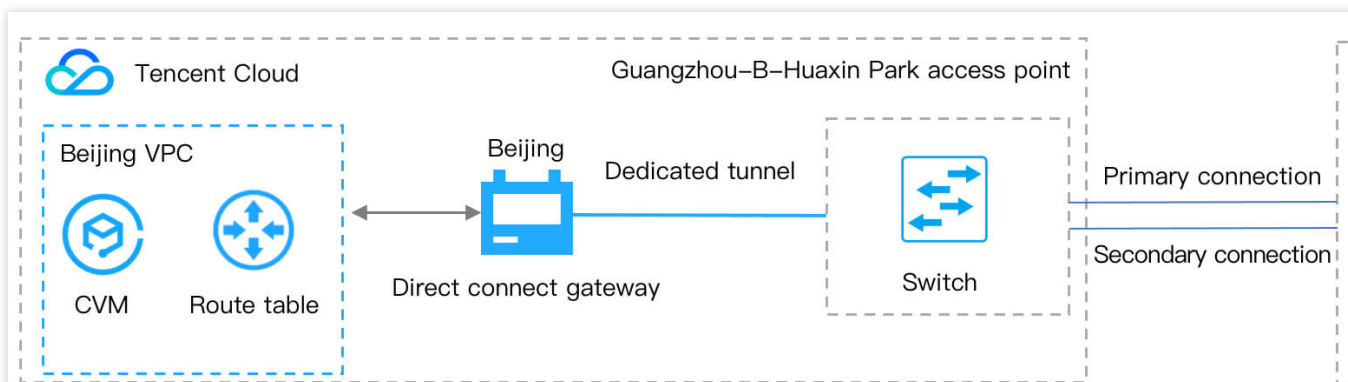 Tencent Cloud
Guangzhou-B-Huaxin Park access point
Beijing VPC
Beijing
Dedicated tunnel
Primary connection
Secondary connection
Direct connect gateway
Switch
CVM
Route table